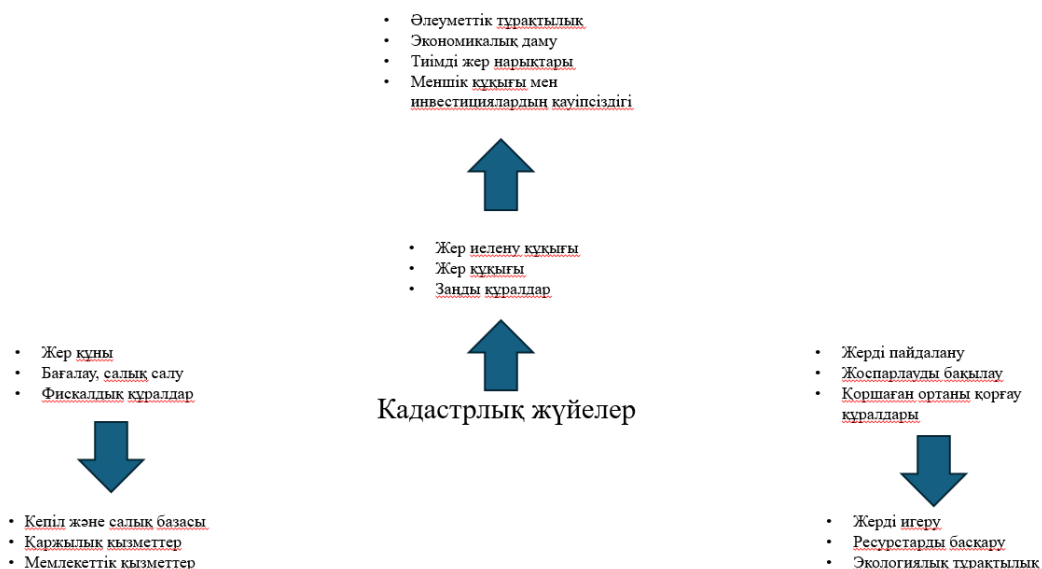 • Әлеуметтік тұрақтылық
• Экономикалық даму
• Тиімді жер нарықтары
• Меншік құқығы мен
инвестициялардың қауіпсіздігі
• Жер иелену құқығы
• Жер құқығы
• Заңды құралдар
• Жер құны
• Бағалау, салық салу
• Фискалдық құралдар
Кадастрлық жүйелер
• Жерді пайдалану
• Жоспарлауды бақылау
• Қоршаған ортаны қорғау
құралдары
• Кепіл және салық базасы
• Қаржылық қызметтер
• Мемлекеттік қызметтер
• Жерді игеру
• Ресурстарды басқару
• Экологиялық тұрақтылық